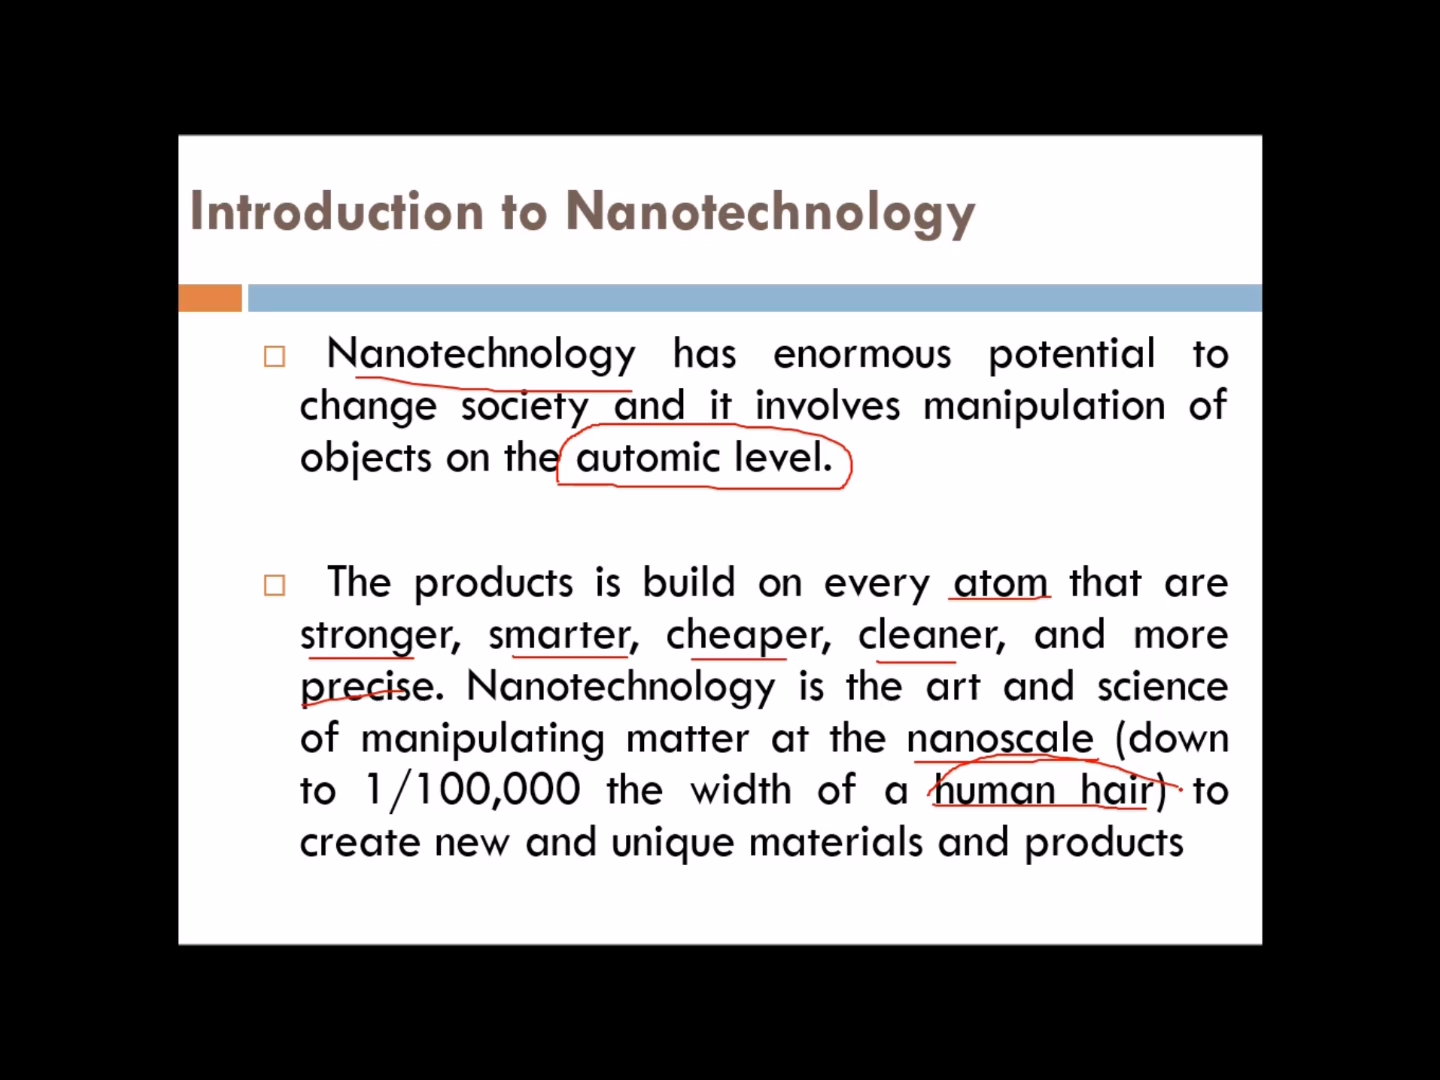 Introduction to Nanotechnology
Nanotechnology has enormous potential to
change society and it involves manipulation of
objects on the automic level.
The products is build on every atom that are
stronger, smarter, cheaper, cleaner, and more
precise. Nanotechnology is the art and science
of manipulating matter at the nanoscale (down
to 1/100,000 the width of a human hair) to
create new and unique materials and products